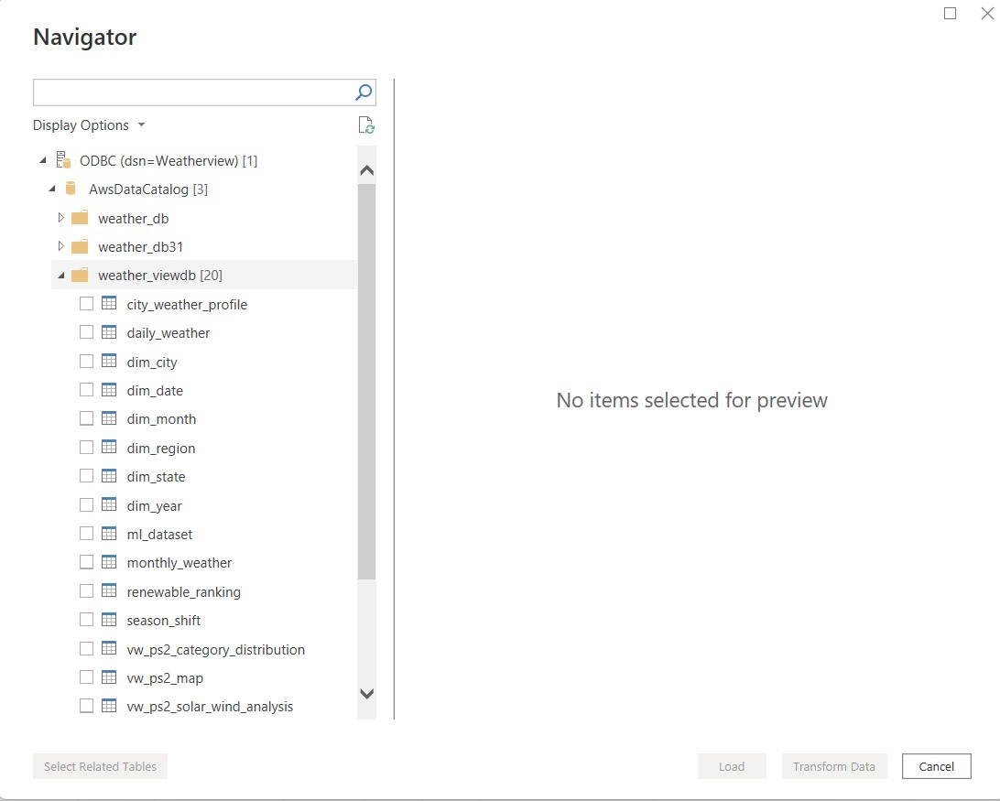 Navigator
Display Options
ODBC (dsn=Weatherview) [1]
AwsDataCatalog [3]
weather_db
weather_db31
weather_viewdb [20]
city_weather_profile
daily_weather
dim_city
dim_date
dim_month
dim_region
dim_state
dim_year
ml_dataset
monthly_weather
renewable_ranking
season_shift
vw_ps2_category_distribution
vw_ps2_map
vw_ps2_solar_wind_analysis
No items selected for preview
Select Related Tables
Load
Transform Data
Cancel